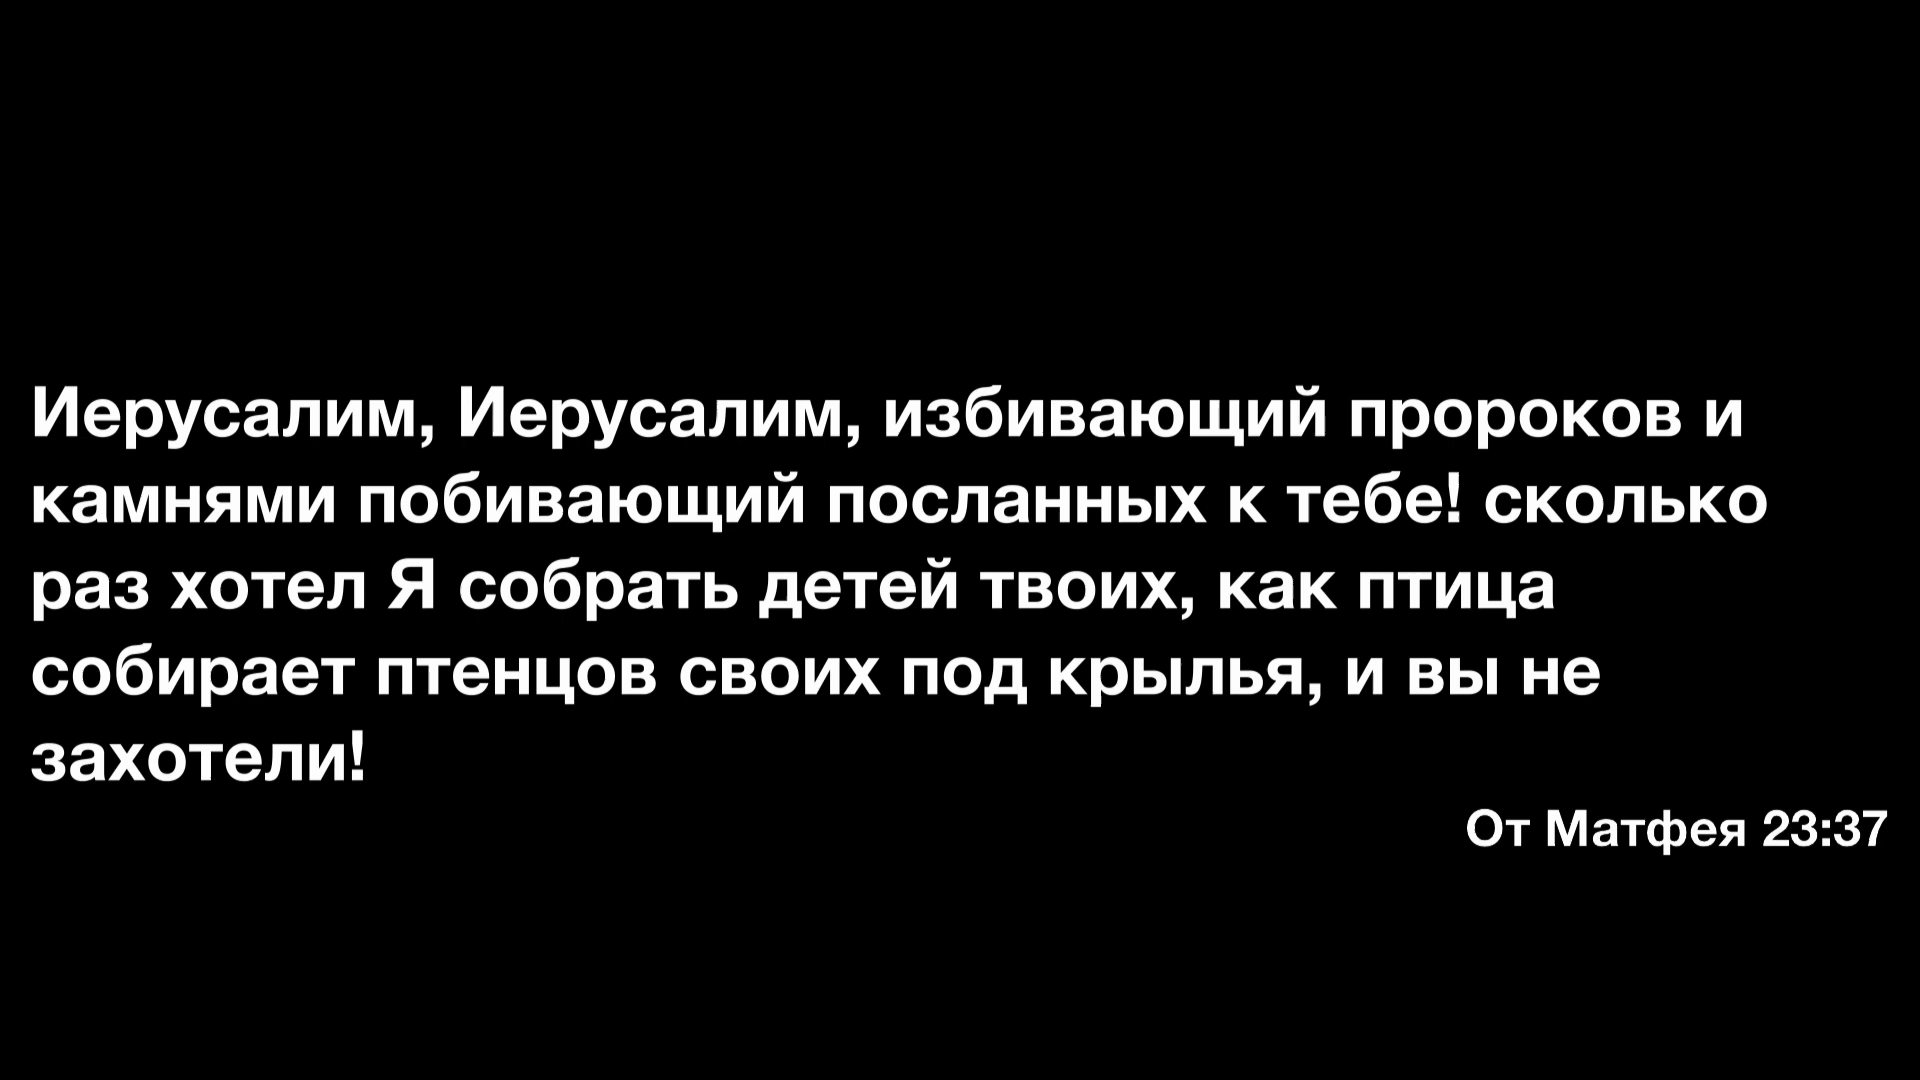 Иерусалим, Иерусалим, избивающий пророков и
камнями побивающий посланных к тебе! сколько
раз хотел Я собрать детей твоих, как птица
собирает птенцов своих под крылья, и вы не
захотели!
От Матфея 23:37